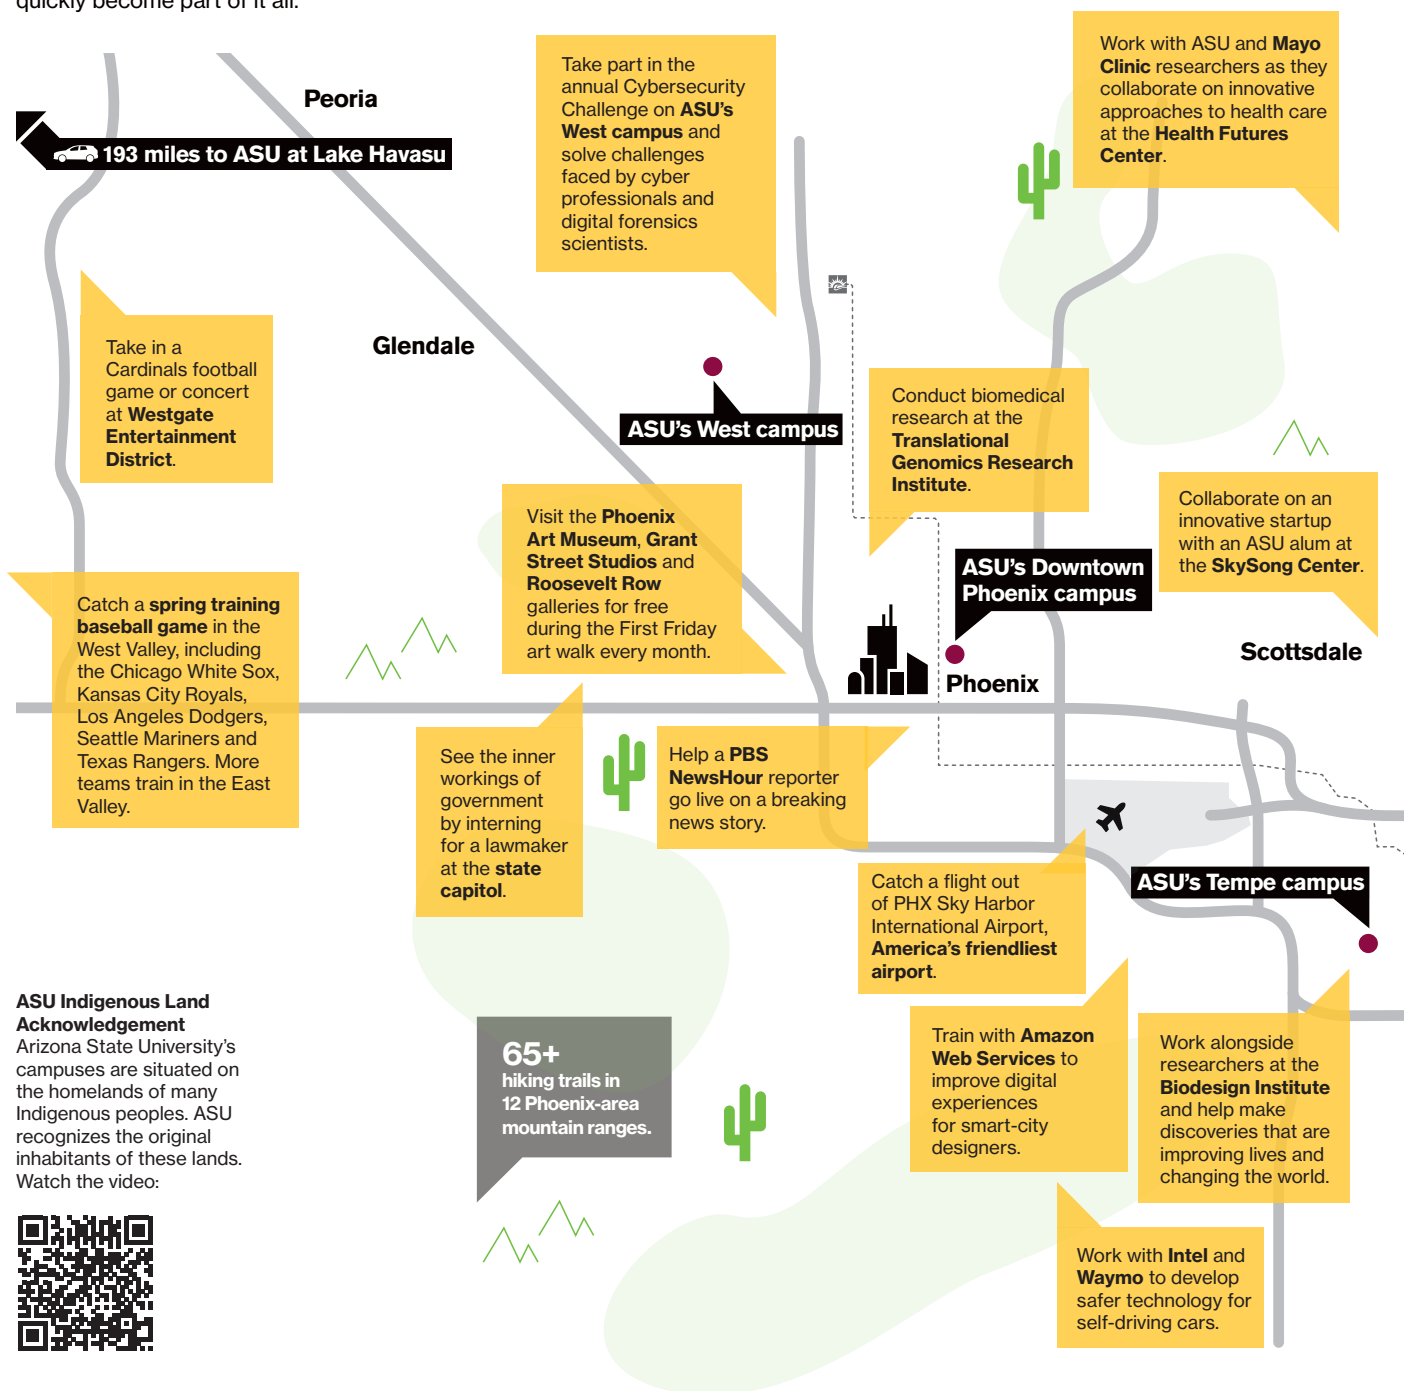 quickly become part of it all.
Peoria
193 miles to ASU at Lake Havasu
Take part in the
annual Cybersecurity
Challenge on ASU's
West campus and
solve challenges
faced by cyber
professionals and
digital forensics
scientists.
Work with ASU and Mayo
Clinic researchers as they
collaborate on innovative
approaches to health care
at the Health Futures
Center.
Take in a
Cardinals football
game or concert
at Westgate
Entertainment
District.
Glendale
ASU's West campus
Conduct biomedical
research at the
Translational
Genomics Research
Institute.
Collaborate on an
innovative startup
with an ASU alum at
the SkySong Center.
Visit the Phoenix
Art Museum, Grant
Street Studios and
Roosevelt Row
galleries for free
during the First Friday
art walk every month.
ASU's Downtown
Phoenix campus
Catch a spring training
baseball game in the
West Valley, including
the Chicago White Sox,
Kansas City Royals,
Los Angeles Dodgers,
Seattle Mariners and
Texas Rangers. More
teams train in the East
Valley.
Scottsdale
Phoenix
See the inner
workings of
government
by interning
for a lawmaker
at the state
capitol.
Help a PBS
NewsHour reporter
go live on a breaking
news story.
Catch a flight out
of PHX Sky Harbor
International Airport,
America's friendliest
airport.
ASU's Tempe campus
ASU Indigenous Land
Acknowledgement
Arizona State University's
campuses are situated on
the homelands of many
Indigenous peoples. ASU
recognizes the original
inhabitants of these lands.
Watch the video:
65+
hiking trails in
12 Phoenix-area
mountain ranges.
Train with Amazon
Web Services to
improve digital
experiences
for smart-city
designers.
Work alongside
researchers at the
Biodesign Institute
and help make
discoveries that are
improving lives and
changing the world.
Work with Intel and
Waymo to develop
safer technology for
self-driving cars.